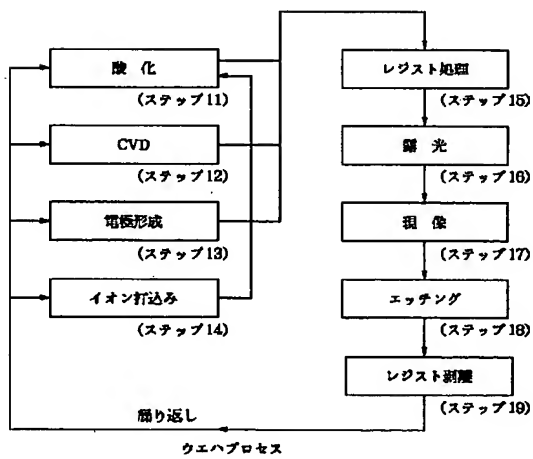 酸化
(ステップ11)
CVD
(ステップ12)
電極形成
(ステップ13)
イオン打込み
(ステップ14)
レジスト処理
(ステップ15)
露光
(ステップ16)
現像
(ステップ17)
エッチング
(ステップ18)
レジスト剥離
(ステップ19)
繰り返し
ウエハプロセス